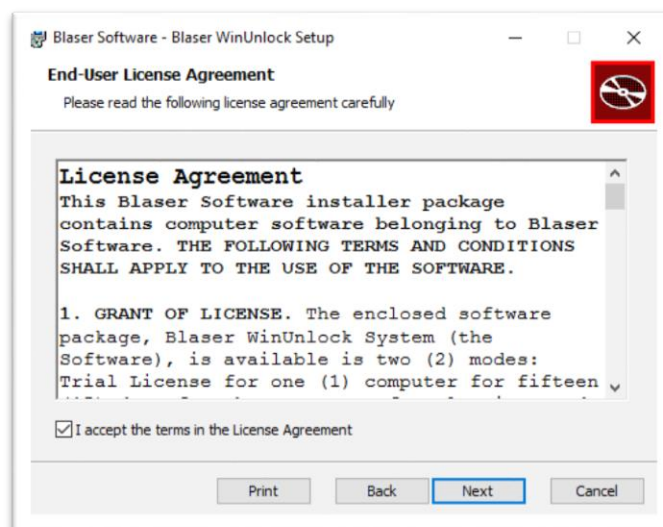 Blaser Software - Blaser WinUnlock Setup
End-User License Agreement
Please read the following license agreement carefully
License Agreement
This Blaser Software installer package
contains computer software belonging to Blaser
Software. THE FOLLOWING TERMS AND CONDITIONS
SHALL APPLY TO THE USE OF THE SOFTWARE.
1. GRANT OF LICENSE. The enclosed software
package, Blaser WinUnlock System (the
Software), is available is two (2) modes:
Trial License for one (1) computer for fifteen
I accept the terms in the License Agreement
Print Back Next Cancel